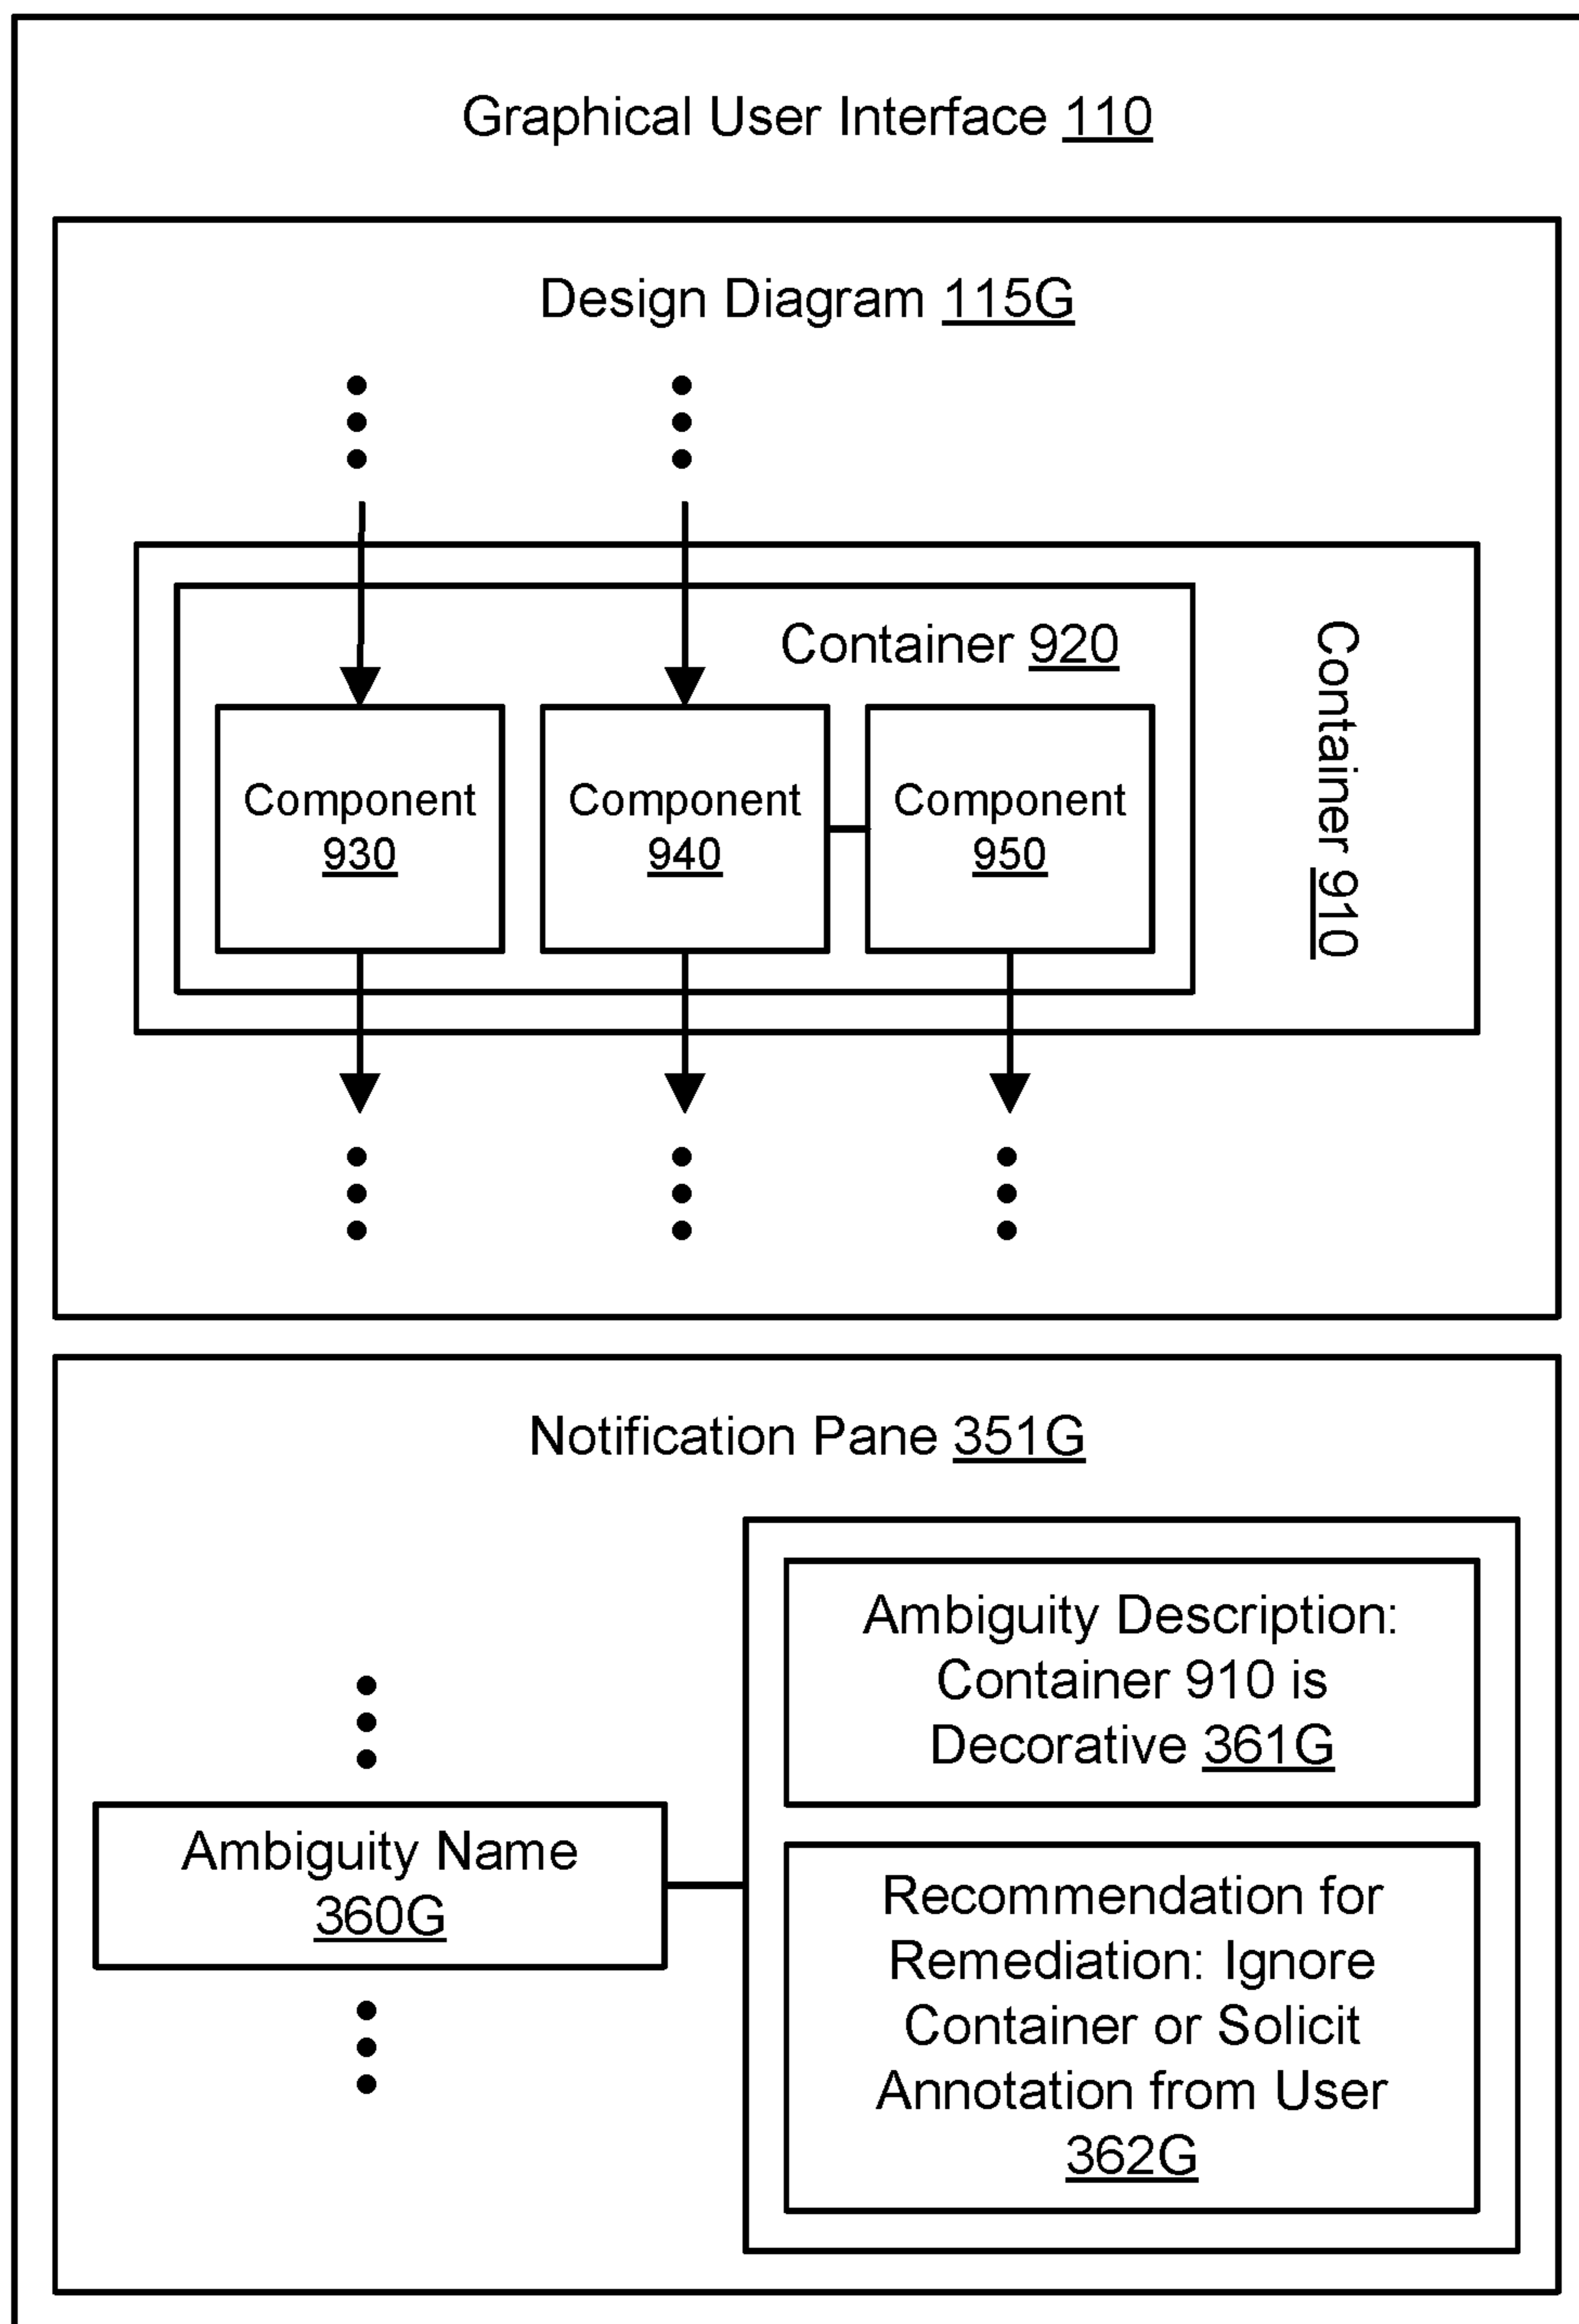 Graphical User Interface 110
Design Diagram 115G
Container 920
Container 910
Component
930
Component
940
Component
950
Notification Pane 351G
Ambiguity Description:
Container 910 is
Decorative 361G
Ambiguity Name
360G
Recommendation for
Remediation: Ignore
Container or Solicit
Annotation from User
362G